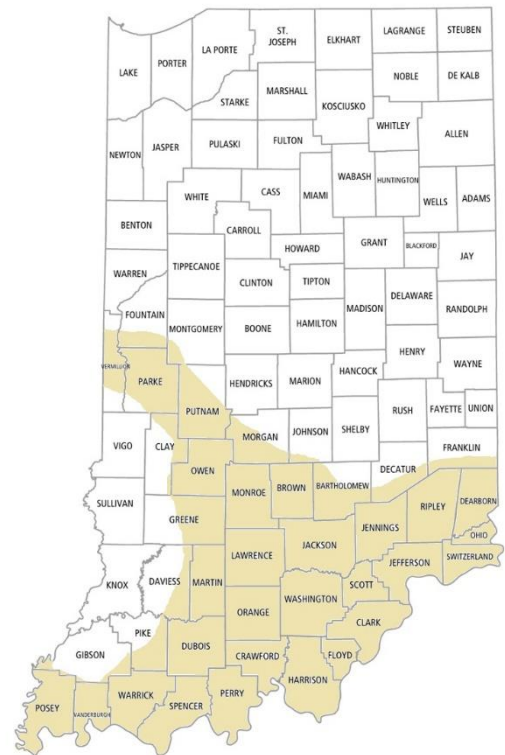 ST.
JOSEPH
ELKHART
LAGRANGE
STEUBEN
LAKE
PORTER
LA PORTE
NOBLE
DE KALB
STARKE
MARSHALL
KOSCIUSKO
WHITLEY
ALLEN
NEWTON
JASPER
PULASKI
FULTON
WABASH
HUNTINGTON
WHITE
CASS
MIAMI
WELLS
ADAMS
BENTON
CARROLL
HOWARD
GRANT
BLACKFORD
JAY
WARREN
TIPPECANOE
CLINTON
TIPTON
MADISON
DELAWARE
RANDOLPH
FOUNTAIN
MONTGOMERY
BOONE
HAMILTON
HENRY
WAYNE
VERMILLION
PARKE
PUTNAM
HENDRICKS
MARION
HANCOCK
RUSH
FAYETTE
UNION
VIGO
CLAY
MORGAN
JOHNSON
SHELBY
FRANKLIN
OWEN
DECATUR
SULLIVAN
MONROE
BROWN
BARTHOLOMEW
RIPLEY
DEARBORN
GREENE
JENNINGS
OHIO
LAWRENCE
JACKSON
JEFFERSON
SWITZERLAND
KNOX
DAVIESS
MARTIN
SCOTT
ORANGE
WASHINGTON
CLARK
PIKE
GIBSON
DUBOIS
CRAWFORD
FLOYD
HARRISON
POSEY
VANDERBURGH
WARRICK
SPENCER
PERRY